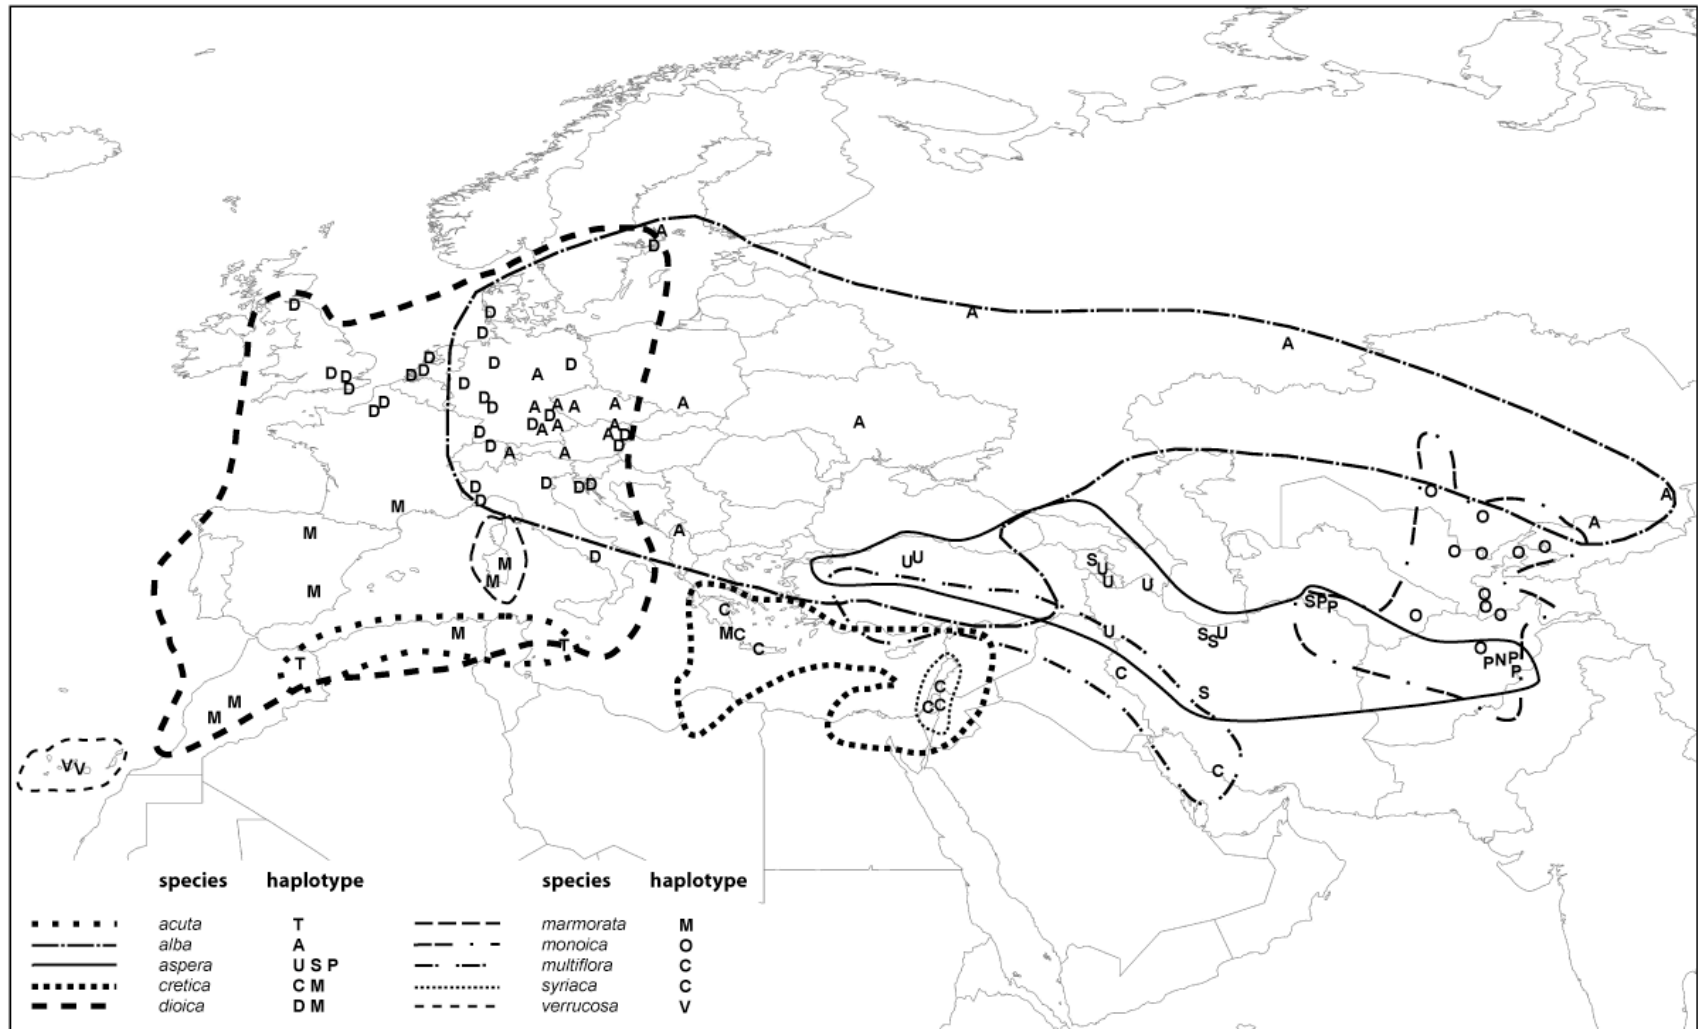 A
D
D
A
D
D
A
D
D
D
A
D
D
D
D
D
D
D
D
D
A
A
A
A
A
D
D
A
D
A
A
D
A
A
D
D
D
A
A
D
D
D
D
A
D
M
O
O
A
A
M
A
D
U
U
M
M
S
U
U
U
O
O
O
O
M
S
P
P
O
O
O
O
C
M
C
C
M
T
T
U
S
S
U
O
P
N
P
P
C
S
C
C
C
M
M
V
V
C
species haplotype species haplotype
acuta T marmorata M
alba A monoica O
aspera U S P multiflora C
cretica C M syriaca C
dioica D M verrucosa V